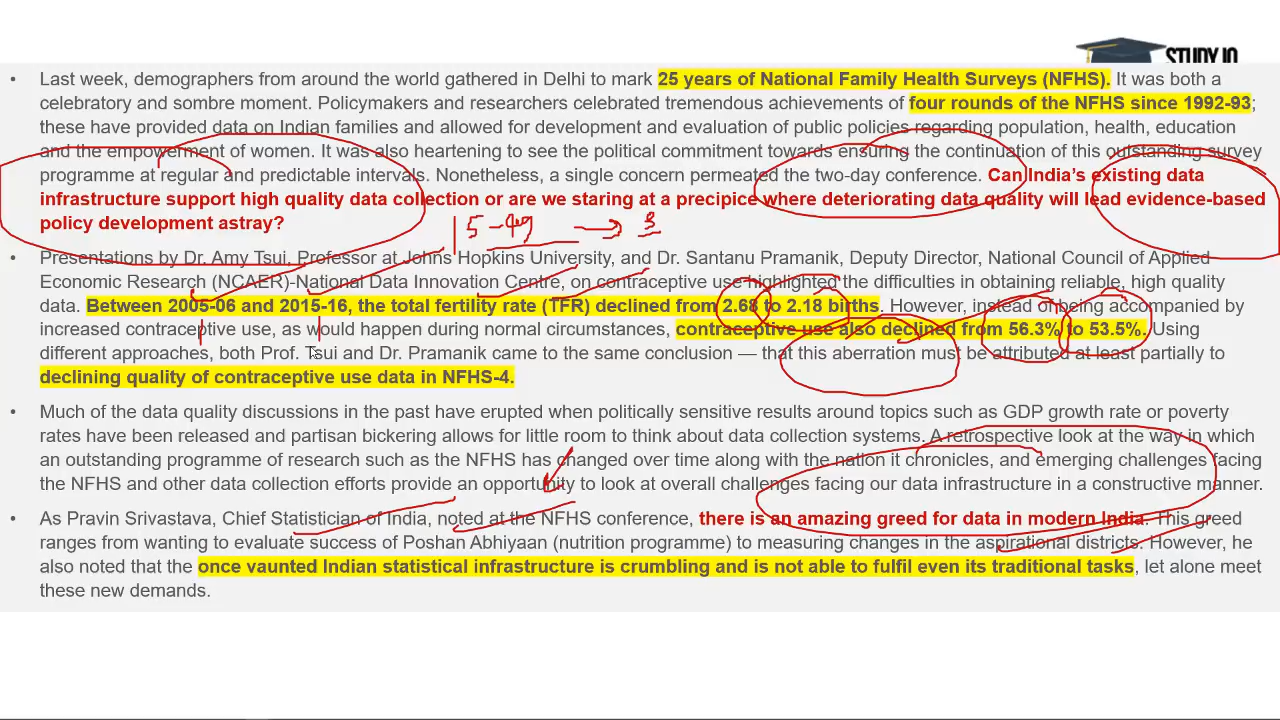 STUDY IQ
• Last week, demographers from around the world gathered in Delhi to mark 25 years of National Family Health Surveys (NFHS). It was both a
celebratory and sombre moment. Policymakers and researchers celebrated tremendous achievements of four rounds of the NFHS since 1992-93;
these have provided data on Indian families and allowed for development and evaluation of public policies regarding population, health, education
and the empowerment of women. It was also heartening to see the political commitment towards ensuring the continuation of this outstanding survey
programme at regular and predictable intervals. Nonetheless, a single concern permeated the two-day conference. Can India's existing data
infrastructure support high quality data collection or are we staring at a precipice where deteriorating data quality will lead evidence-based
policy development astray?
15-49 → 3
• Presentations by Dr. Amy Tsui, Professor at Johns Hopkins University, and Dr. Santanu Pramanik, Deputy Director, National Council of Applied
Economic Research (NCAER)-National Data Innovation Centre, on contraceptive use highlighted the difficulties in obtaining reliable, high quality
data. Between 2005-06 and 2015-16, the total fertility rate (TFR) declined from 2.68 to 2.18 births. However, instead of being accompanied by
increased contraceptive use, as would happen during normal circumstances, contraceptive use also declined from 56.3% to 53.5%. Using
different approaches, both Prof. Tsui and Dr. Pramanik came to the same conclusion — that this aberration must be attributed at least partially to
declining quality of contraceptive use data in NFHS-4.
• Much of the data quality discussions in the past have erupted when politically sensitive results around topics such as GDP growth rate or poverty
rates have been released and partisan bickering allows for little room to think about data collection systems. A retrospective look at the way in which
an outstanding programme of research such as the NFHS has changed over time along with the nation it chronicles, and emerging challenges facing
the NFHS and other data collection efforts provide an opportunity to look at overall challenges facing our data infrastructure in a constructive manner.
• As Pravin Srivastava, Chief Statistician of India, noted at the NFHS conference, there is an amazing greed for data in modern India. This greed
ranges from wanting to evaluate success of Poshan Abhiyaan (nutrition programme) to measuring changes in the aspirational districts. However, he
also noted that the once vaunted Indian statistical infrastructure is crumbling and is not able to fulfil even its traditional tasks, let alone meet
these new demands.